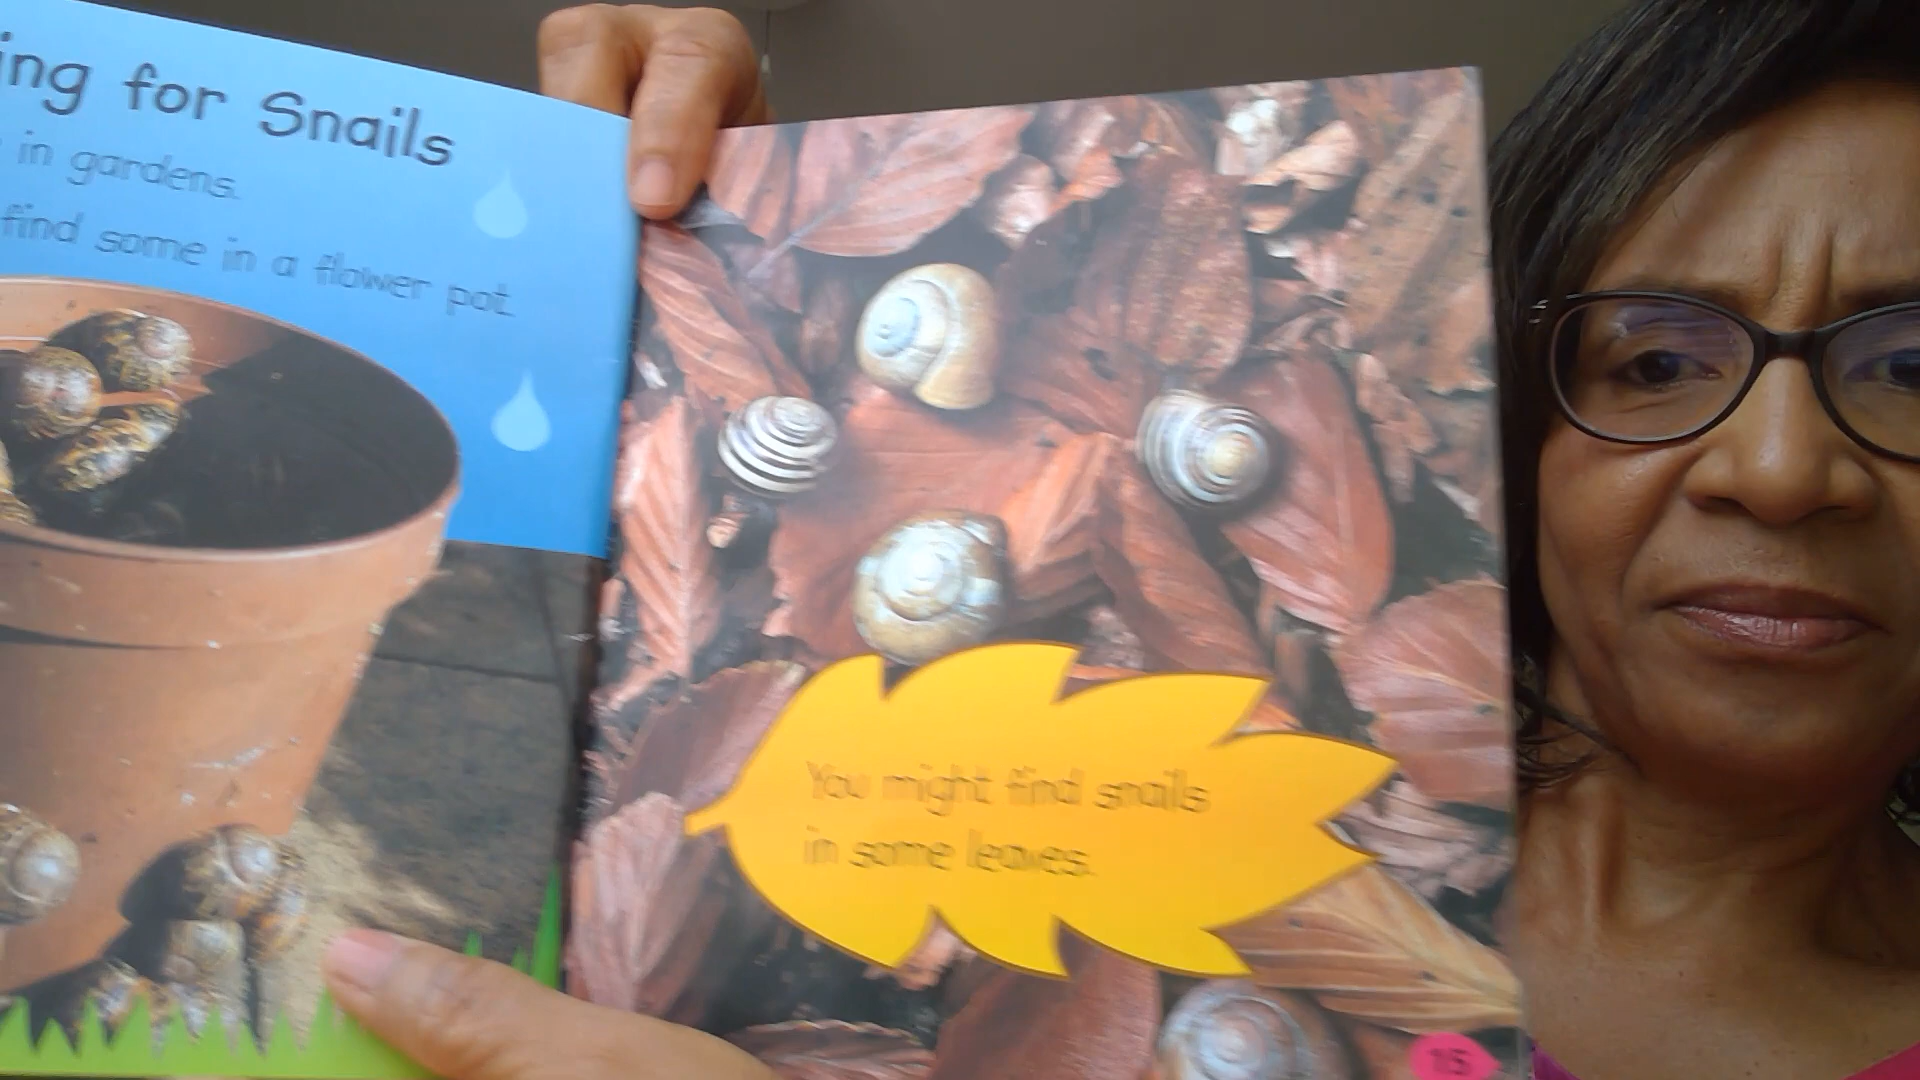 ing for Snails
in gardens.
find some in a flower pot.
You might find snails
in some leaves.
15